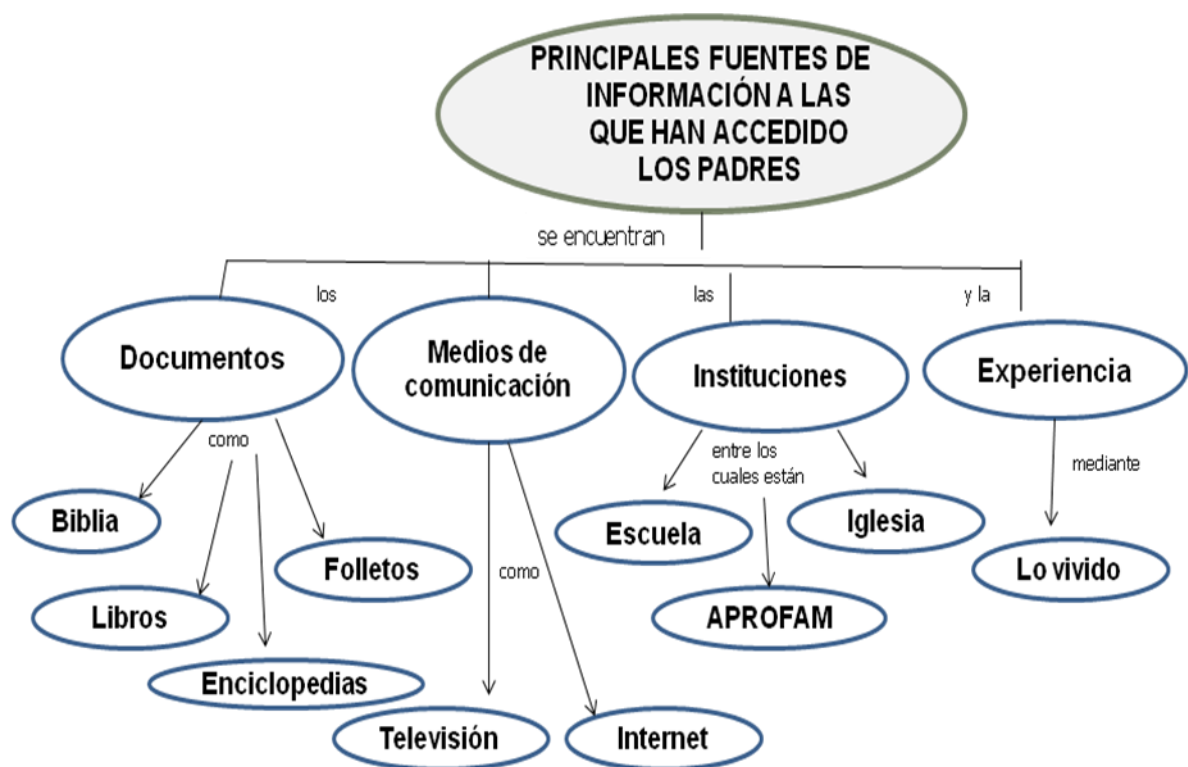 PRINCIPALES FUENTES DE
INFORMACIÓN A LAS
QUE HAN ACCEDIDO
LOS PADRES
se encuentran
los
las
y la
Documentos
Medios de
comunicación
Instituciones
Experiencia
como
entre los
cuales están
mediante
Biblia
Escuela
Iglesia
Folletos
como
Lo vivido
Libros
APROFAM
Enciclopedias
Televisión
Internet